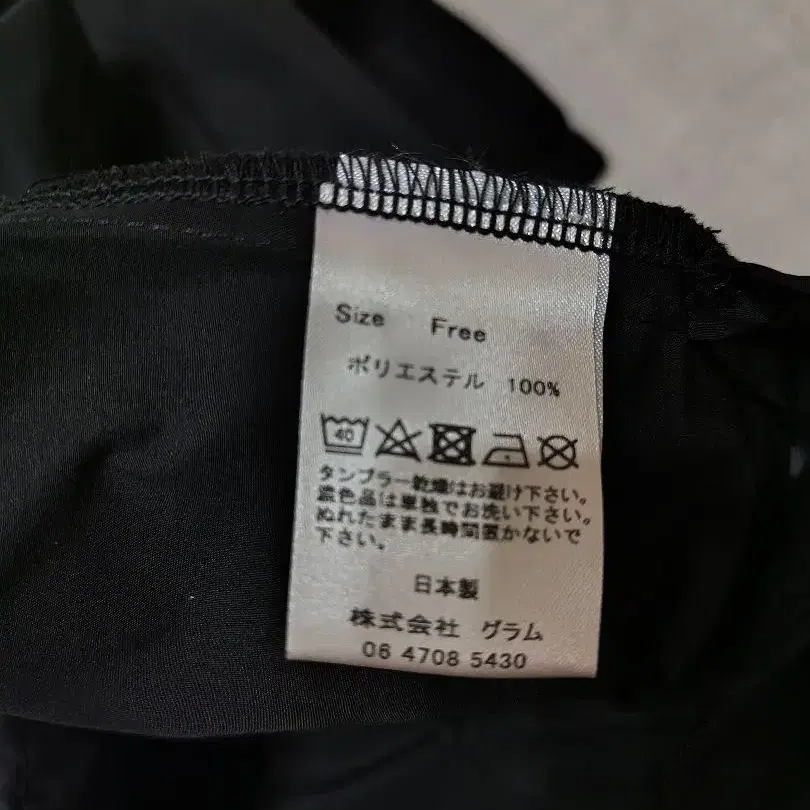 Size Free
ポリエステル 100%
40
タンブラー乾燥はお避け下さい。
濃色品は単独でお洗い下さい。
ぬれたまま長時間置かないで
下さい。
日本製
株式会社 グラム
06 4708 5430